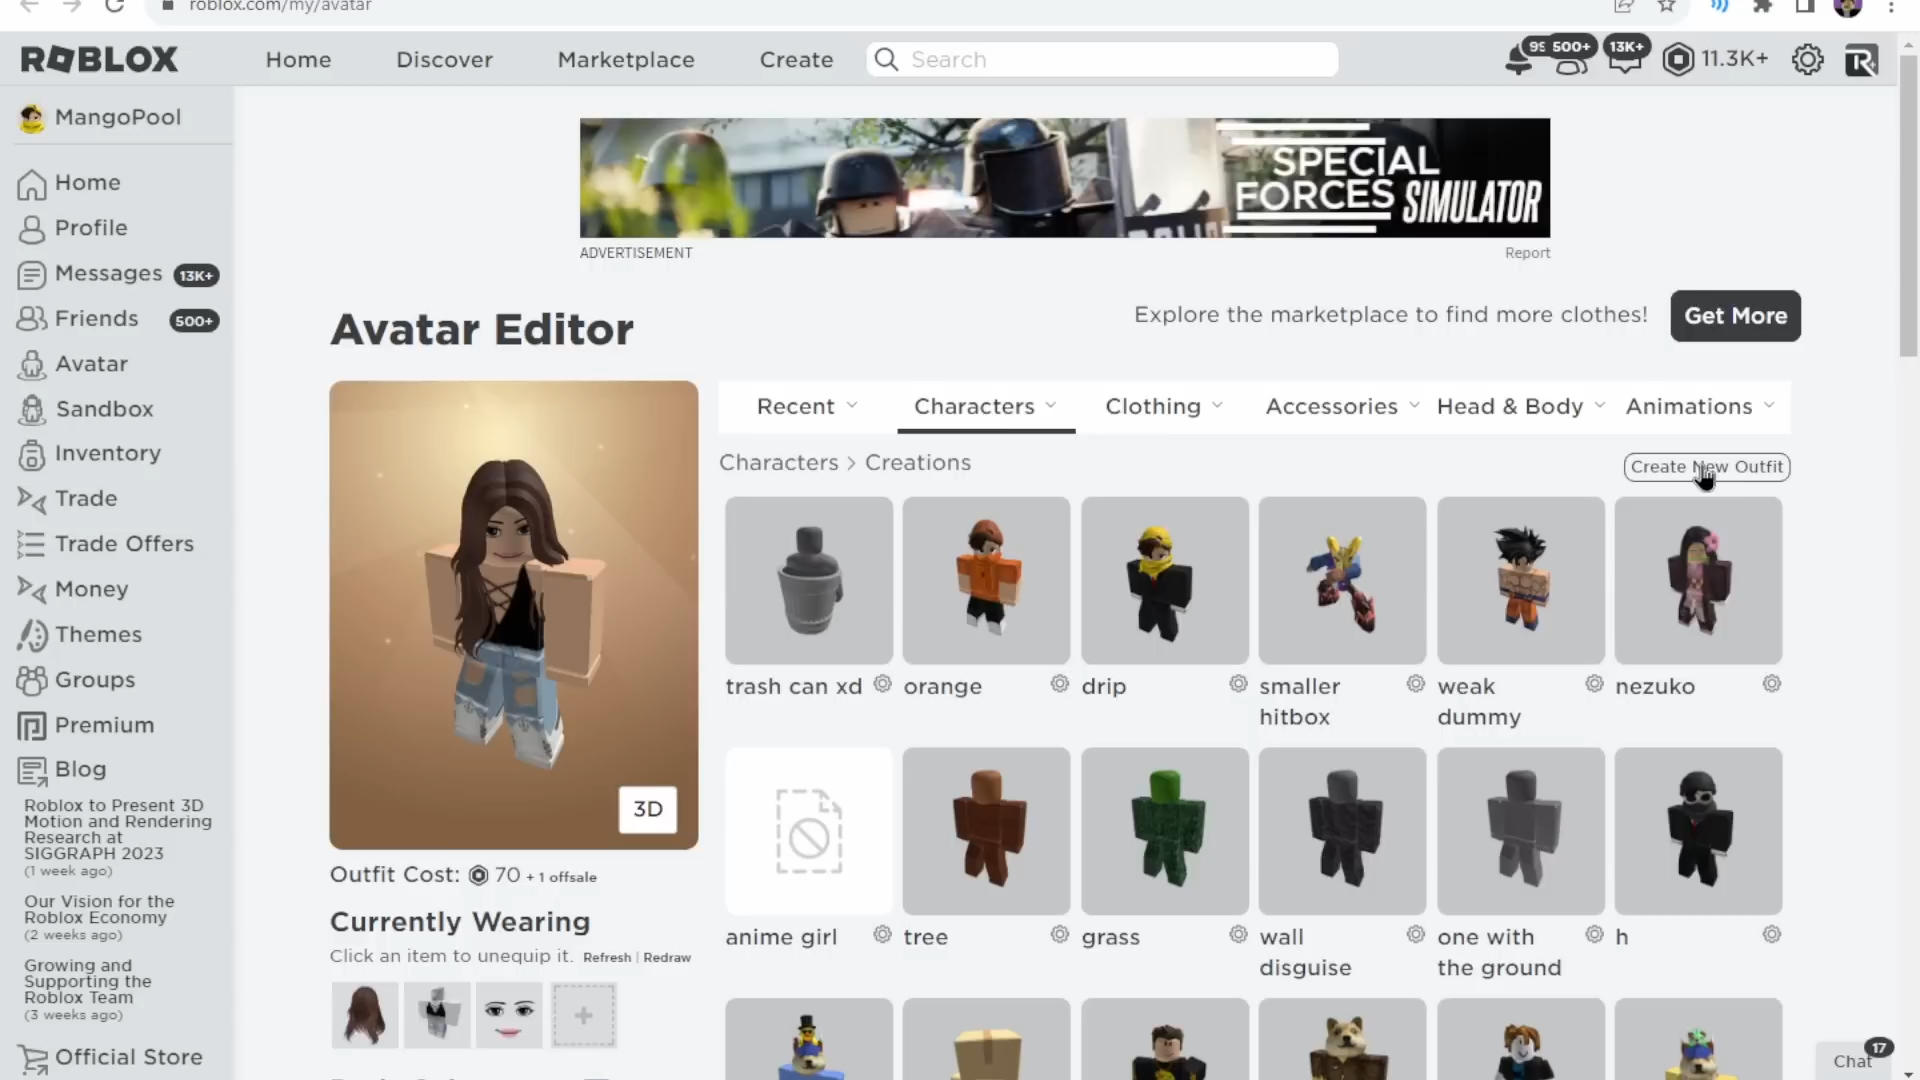 roblox.com/my/avatar
ROBLOX
Home
Discover
Marketplace
Create
Search
500+
13K+
11.3K+
MangoPool
Home
Profile
Messages
13K+
Friends
500+
Avatar
Sandbox
Inventory
Trade
Trade Offers
Money
Themes
Groups
Premium
Blog
Roblox to Present 3D
Motion and Rendering
Research at
SIGGRAPH 2023
(1 week ago)
Our Vision for the
Roblox Economy
(2 weeks ago)
Growing and
Supporting the
Roblox Team
(3 weeks ago)
Official Store
SPECIAL
FORCES SIMULATOR
ADVERTISEMENT
Report
Avatar Editor
Explore the marketplace to find more clothes!
Get More
3D
Outfit Cost: 70 + 1 offsale
Currently Wearing
Click an item to unequip it. Refresh | Redraw
Recent
Characters
Clothing
Accessories
Head & Body
Animations
Characters > Creations
Create New Outfit
trash can xd
orange
drip
smaller
hitbox
weak
dummy
nezuko
anime girl
tree
grass
wall
disguise
one with
the ground
h
Chat
17